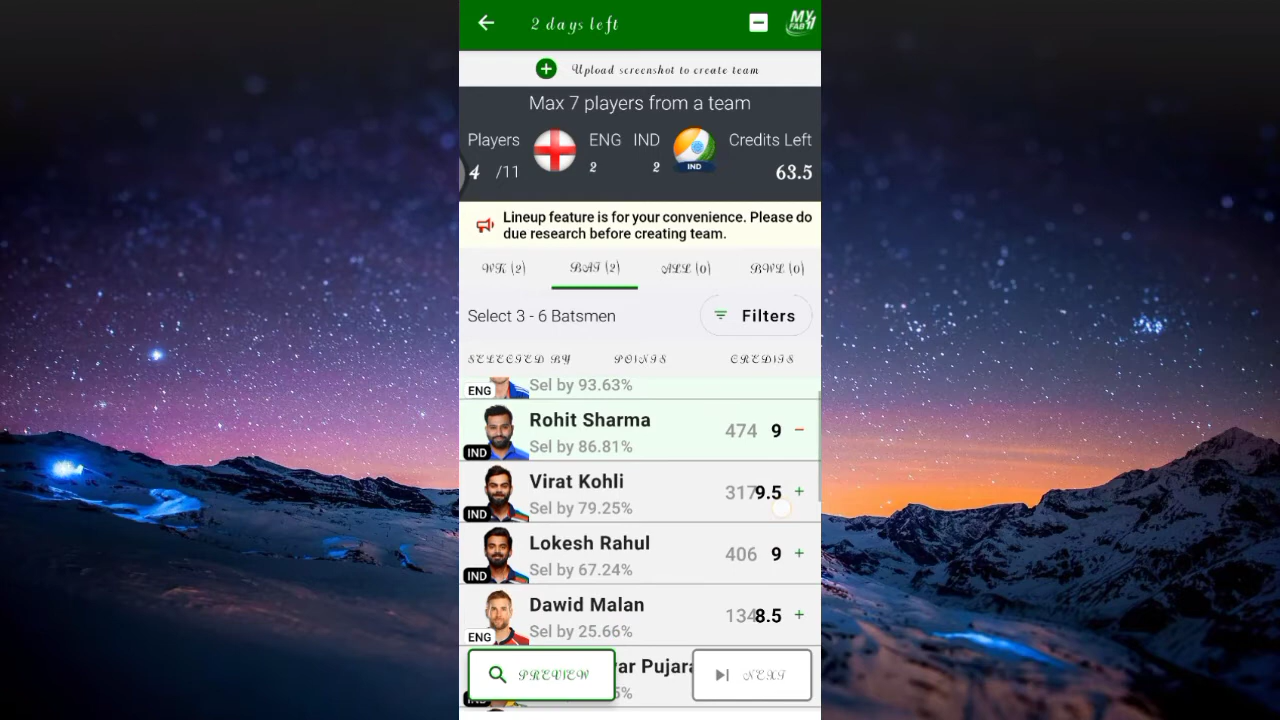 2 days left
MY
FAB11
Upload screenshot to create team
Max 7 players from a team
Players ENG IND Credits Left
4 /11 2 2 63.5
IND
Lineup feature is for your convenience. Please do
due research before creating team.
WK (2) BAT (2) ALL (0) BWL (0)
Select 3 - 6 Batsmen Filters
SELECTED BY POINTS CREDITS
ENG Sel by 93.63%
Rohit Sharma 474 9
IND Sel by 86.81%
Virat Kohli 317 9.5
IND Sel by 79.25%
Lokesh Rahul 406 9
IND Sel by 67.24%
Dawid Malan 134 8.5
ENG Sel by 25.66%
Pujara
PREVIEW NEXT
IND 5%